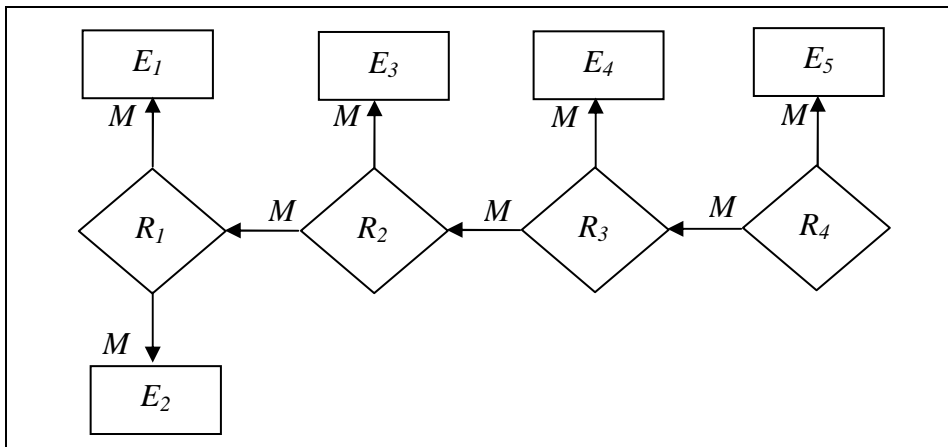 E₁ E₃ E₄ E₅
M M M M
R₁ M R₂ M R₃ M R₄
M
E₂